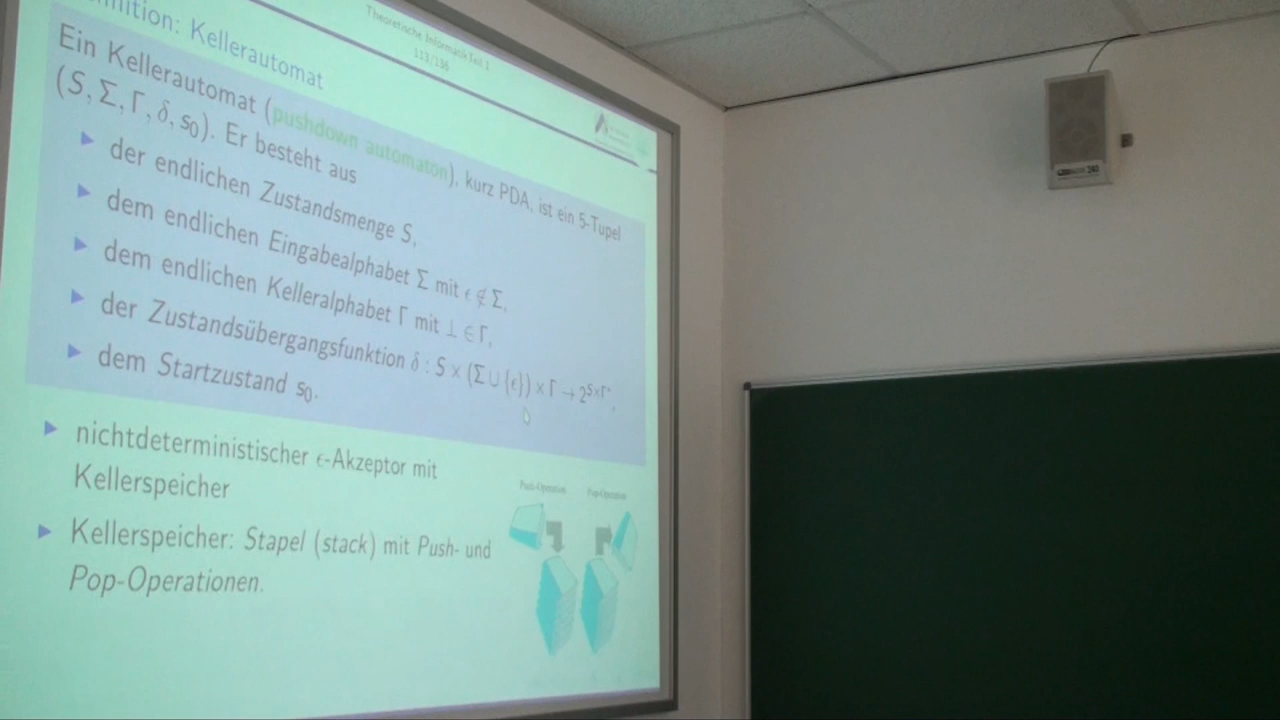 Theoretische Informatik Teil 1
113/136
nition: Kellerautomat
Ein Kellerautomat (pushdown automaton), kurz PDA, ist ein 5-Tupel
(S, Σ, Γ, δ, s₀). Er besteht aus
▶ der endlichen Zustandsmenge S,
▶ dem endlichen Eingabealphabet Σ mit ϵ ∉ Σ,
▶ dem endlichen Kelleralphabet Γ mit ⊥ ∈ Γ,
▶ der Zustandsübergangsfunktion δ : S × (Σ ∪ {ϵ}) × Γ → 2^(S×Γ*),
▶ dem Startzustand s₀.
▶ nichtdeterministischer ϵ-Akzeptor mit
Kellerspeicher
▶ Kellerspeicher: Stapel (stack) mit Push- und
Pop-Operationen.
Push-Operation Pop-Operation